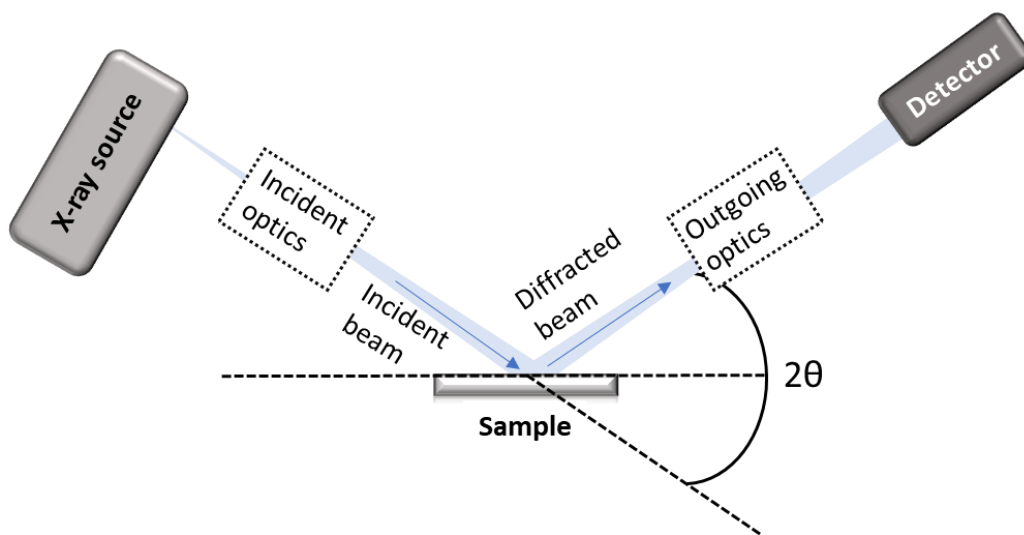 X-ray source
Incident
optics
Incident
beam
Diffracted
beam
Outgoing
optics
Detector
2θ
Sample